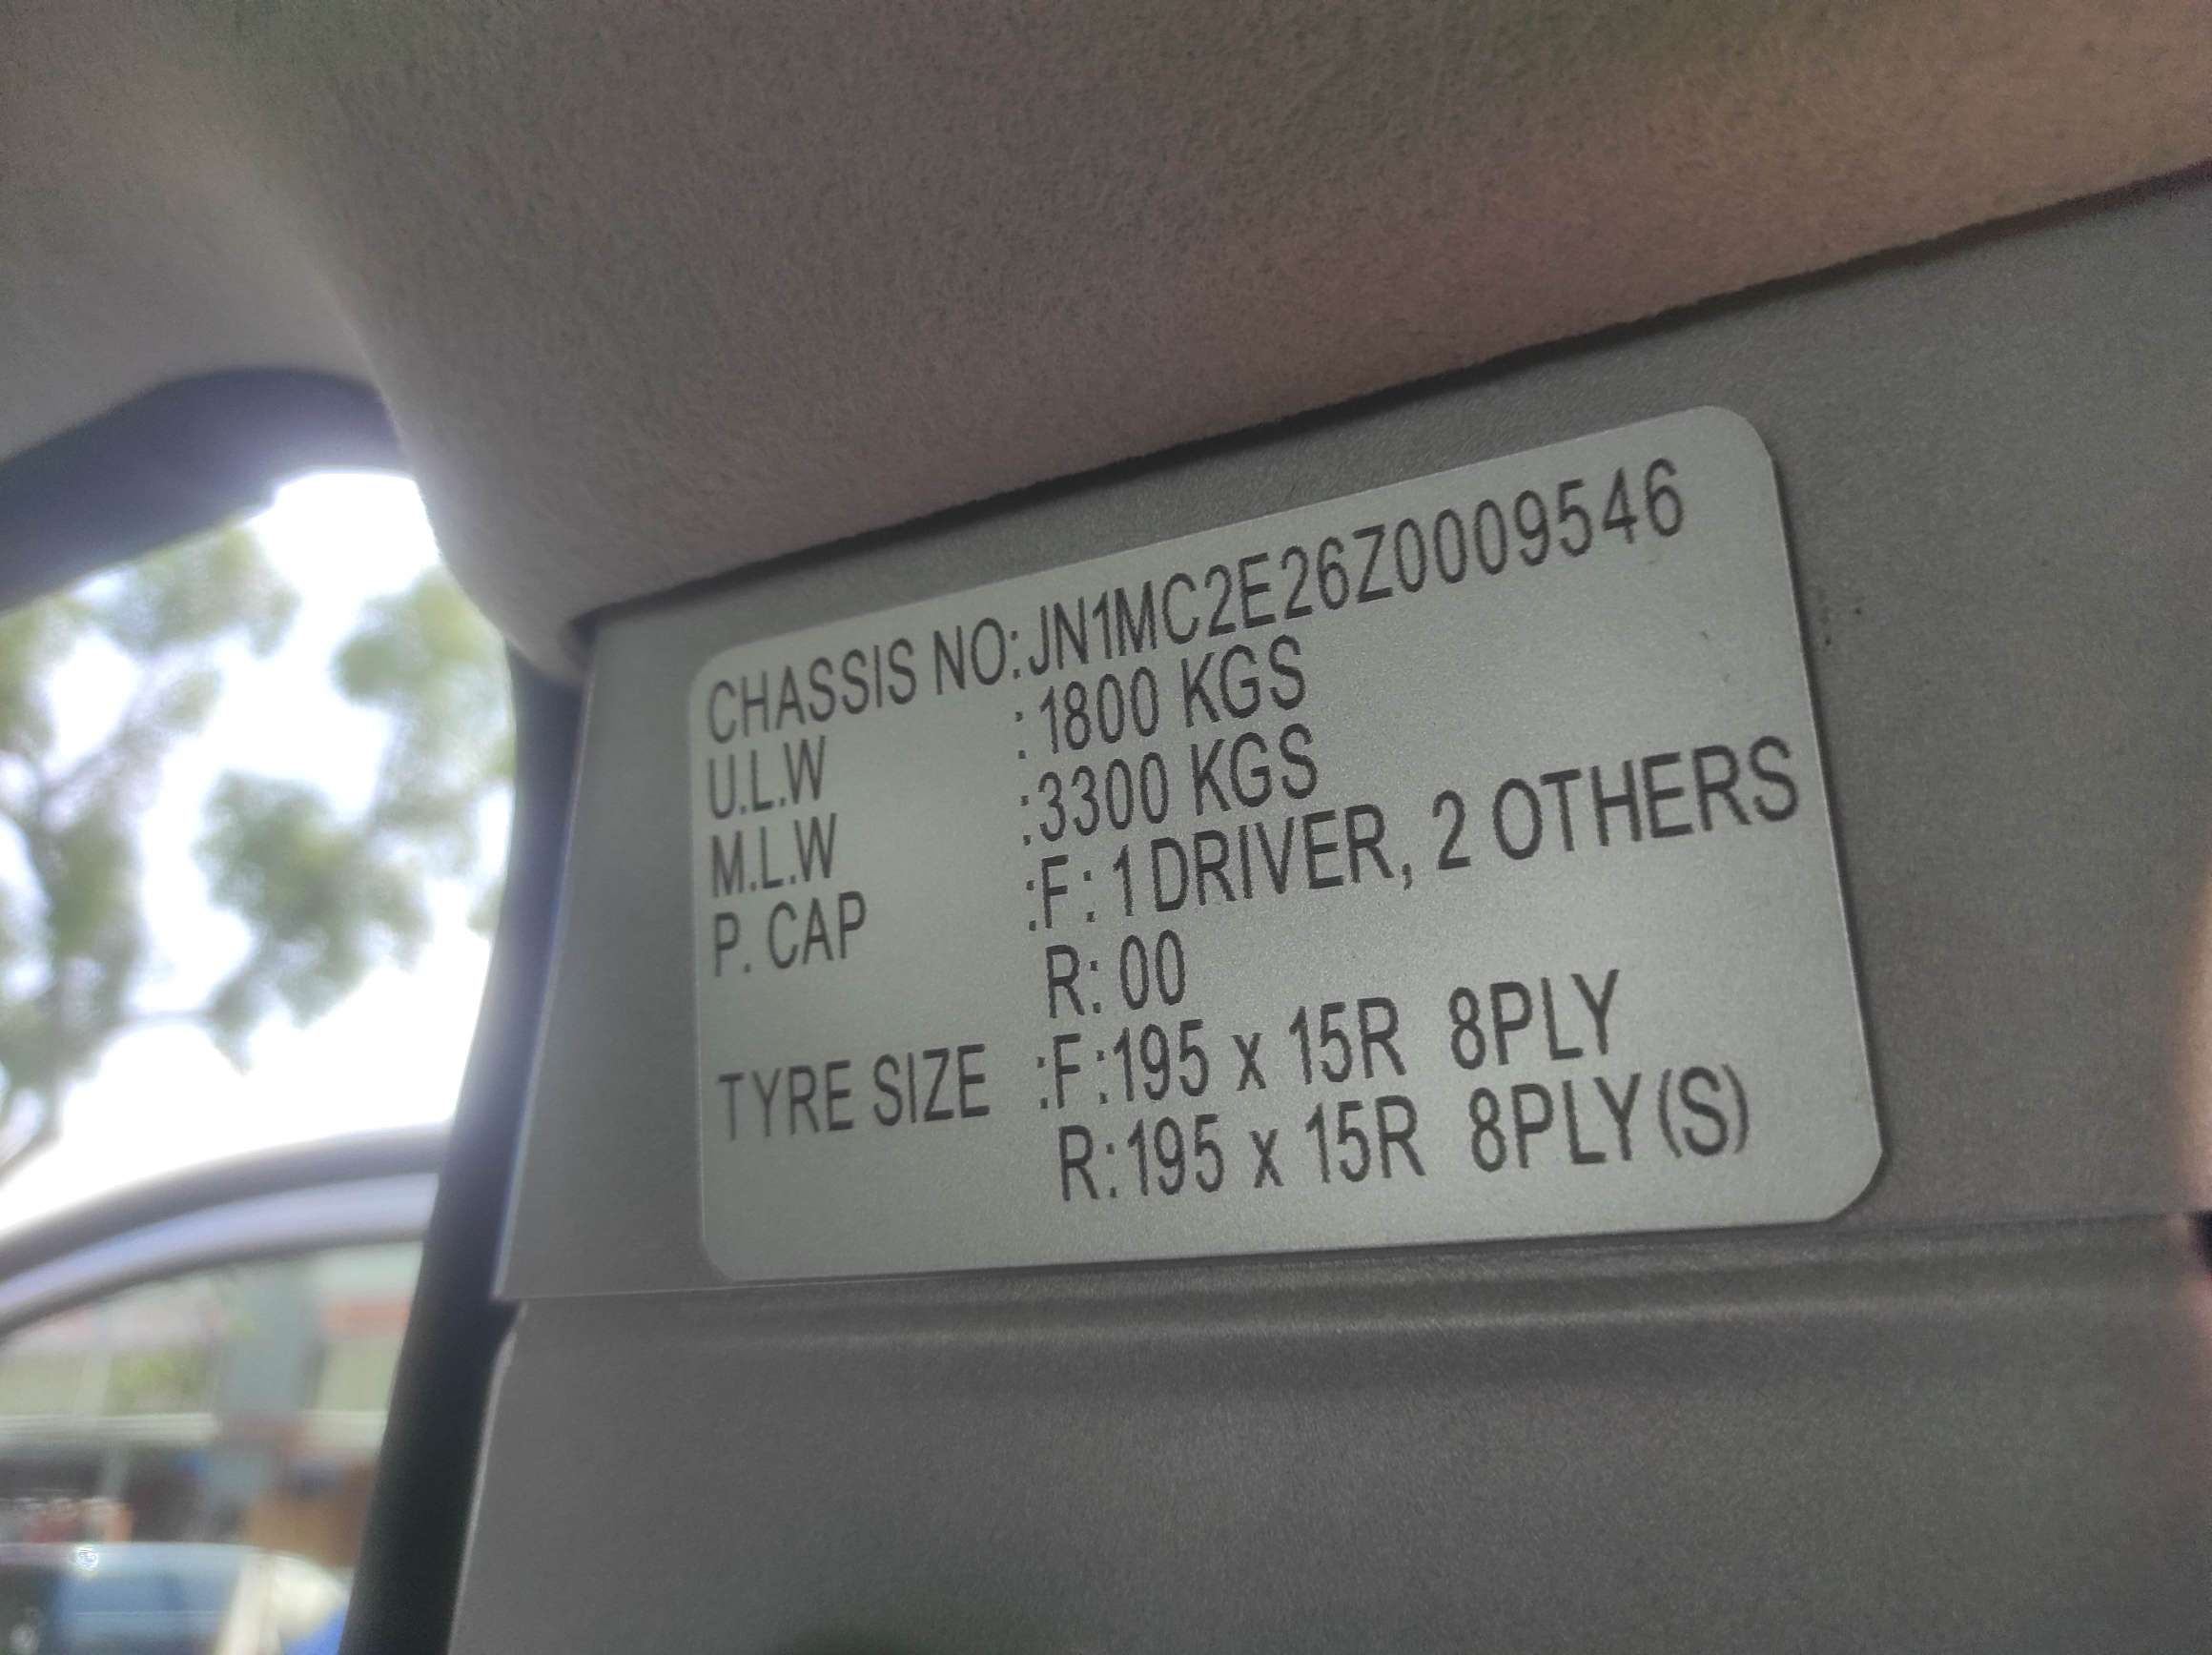 CHASSIS NO:JN1MC2E26Z0009546
U.L.W :1800 KGS
M.L.W :3300 KGS
P. CAP :F: 1 DRIVER, 2 OTHERS
R: 00
TYRE SIZE :F:195 x 15R 8PLY
R:195 x 15R 8PLY(S)